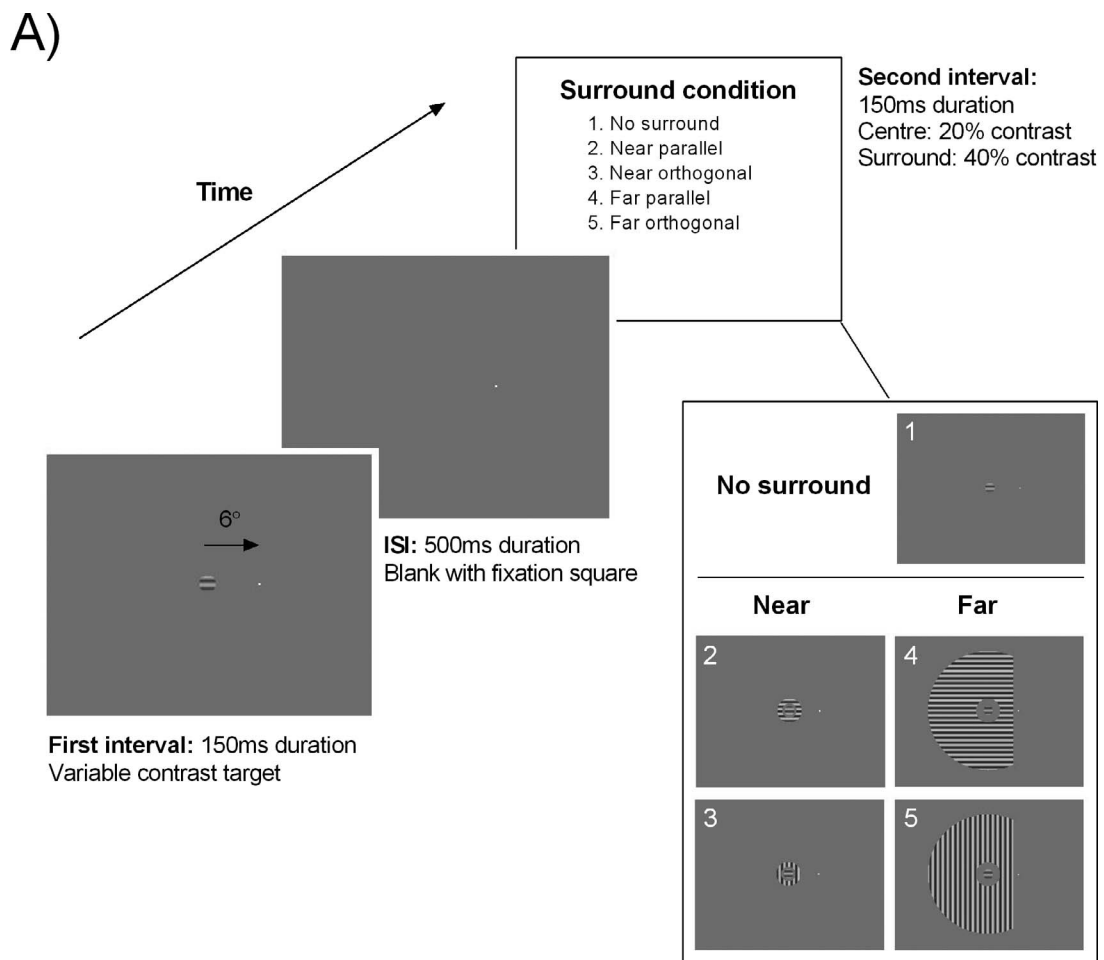 A)
Time
Surround condition
1. No surround
2. Near parallel
3. Near orthogonal
4. Far parallel
5. Far orthogonal
Second interval:
150ms duration
Centre: 20% contrast
Surround: 40% contrast
6°
ISI: 500ms duration
Blank with fixation square
First interval: 150ms duration
Variable contrast target
No surround
1
Near
Far
2
4
3
5